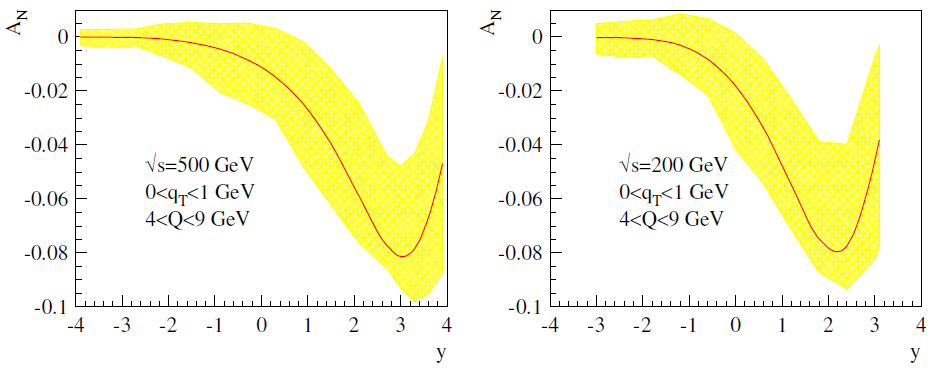 A_N
0
-0.02
-0.04
-0.06
-0.08
-0.1
√s=500 GeV
0<q_T<1 GeV
4<Q<9 GeV
-4 -3 -2 -1 0 1 2 3 4
y
A_N
0
-0.02
-0.04
-0.06
-0.08
-0.1
√s=200 GeV
0<q_T<1 GeV
4<Q<9 GeV
-4 -3 -2 -1 0 1 2 3 4
y